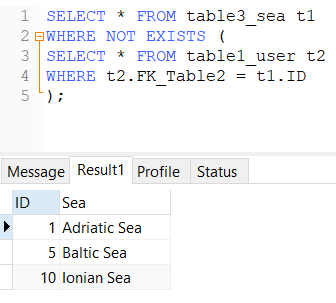 1 SELECT * FROM table3_sea t1
2 WHERE NOT EXISTS (
3 SELECT * FROM table1_user t2
4 WHERE t2.FK_Table2 = t1.ID
5 );
Message Result1 Profile Status
ID Sea
1 Adriatic Sea
5 Baltic Sea
10 Ionian Sea